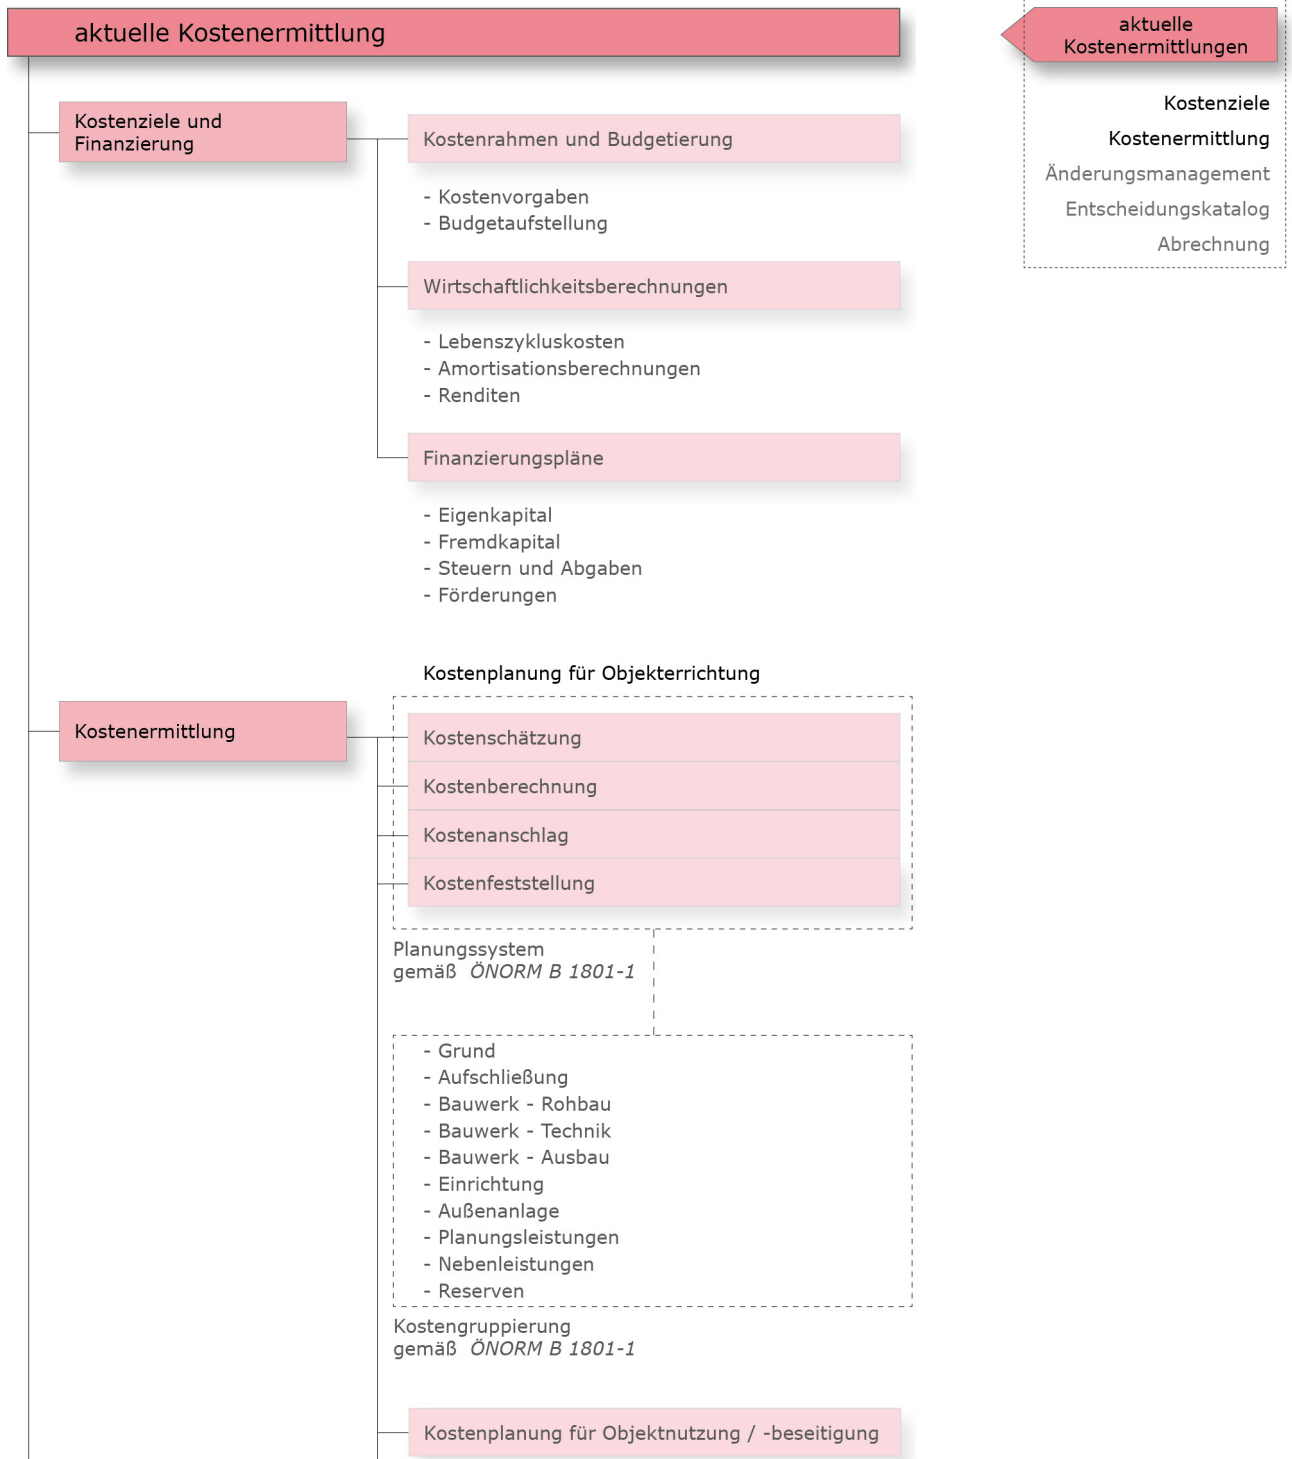 aktuelle Kostenermittlung
Kostenziele und
Finanzierung
Kostenrahmen und Budgetierung
- Kostenvorgaben
- Budgetaufstellung
Wirtschaftlichkeitsberechnungen
- Lebenszykluskosten
- Amortisationsberechnungen
- Renditen
Finanzierungspläne
- Eigenkapital
- Fremdkapital
- Steuern und Abgaben
- Förderungen
Kostenplanung für Objekterrichtung
Kostenermittlung
Kostenschätzung
Kostenberechnung
Kostenanschlag
Kostenfeststellung
Planungssystem
gemäß ÖNORM B 1801-1
- Grund
- Aufschließung
- Bauwerk - Rohbau
- Bauwerk - Technik
- Bauwerk - Ausbau
- Einrichtung
- Außenanlage
- Planungsleistungen
- Nebenleistungen
- Reserven
Kostengruppierung
gemäß ÖNORM B 1801-1
Kostenplanung für Objektnutzung / -beseitigung
aktuelle
Kostenermittlungen
Kostenziele
Kostenermittlung
Änderungsmanagement
Entscheidungskatalog
Abrechnung